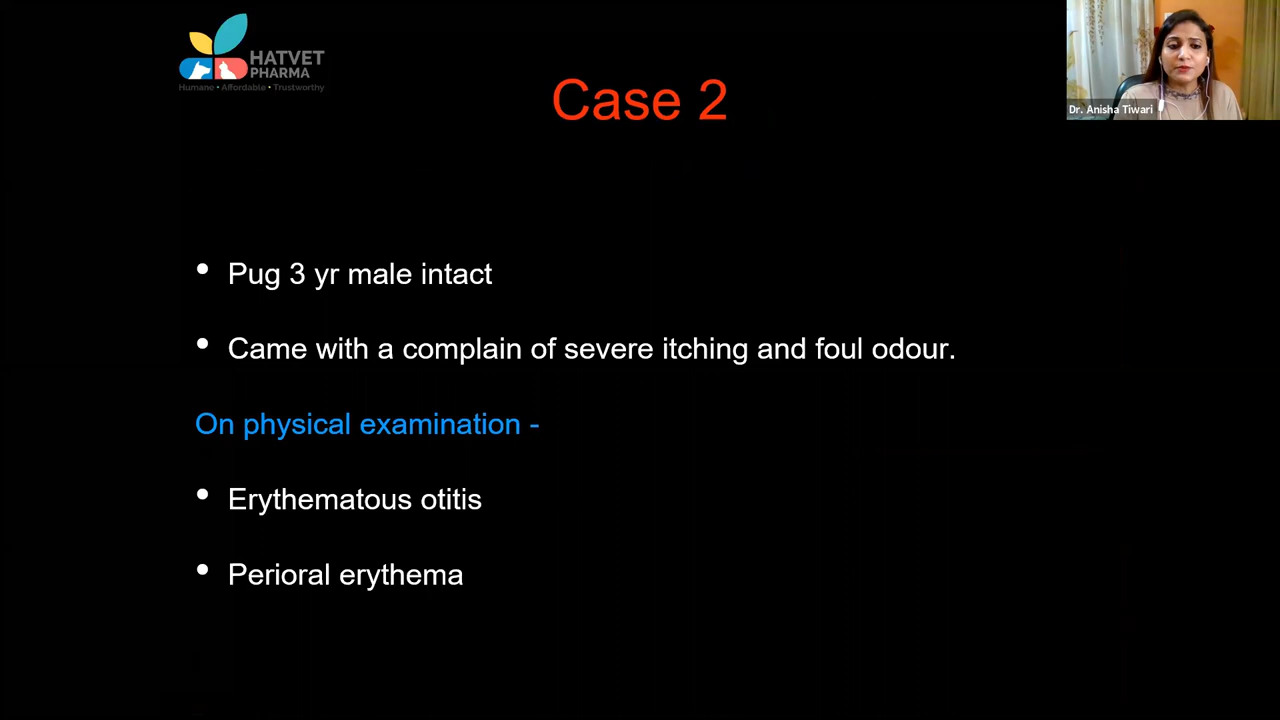 HATVET
PHARMA
Humane • Affordable • Trustworthy
Case 2
Dr. Anisha Tiwari
• Pug 3 yr male intact
• Came with a complain of severe itching and foul odour.
On physical examination -
• Erythematous otitis
• Perioral erythema